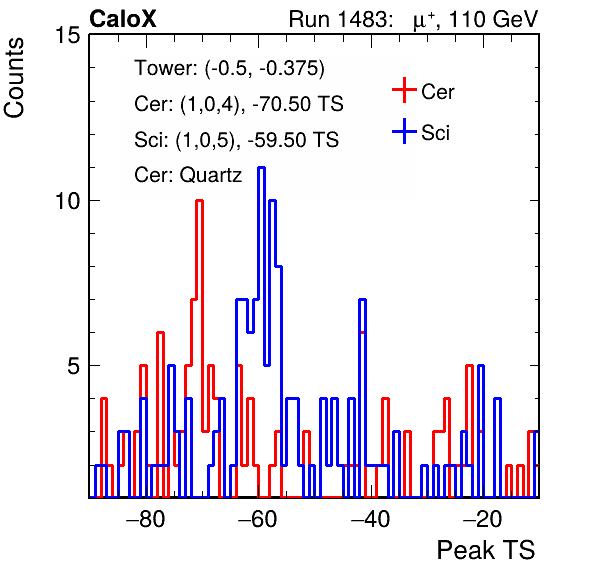 CaloX Run 1483: μ⁺, 110 GeV
Counts
15
10
5
Tower: (-0.5, -0.375)
Cer: (1,0,4), -70.50 TS
Sci: (1,0,5), -59.50 TS
Cer: Quartz
Cer
Sci
−80 −60 −40 −20
Peak TS